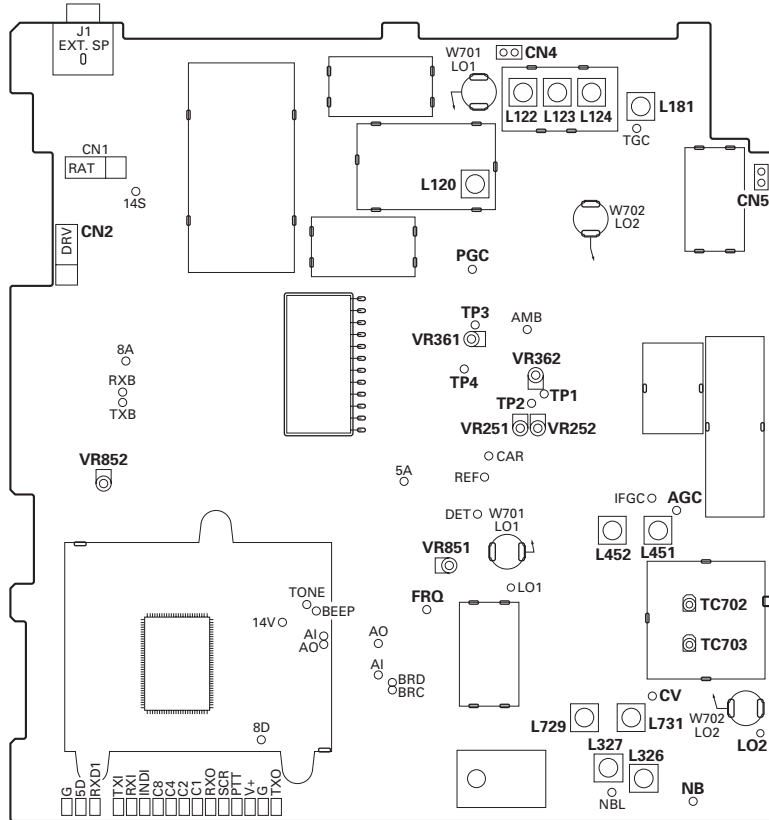 J1
EXT. SP
W701
LO1
CN4
L122
L123
L124
L181
TGC
CN1
RAT
14S
L120
CN5
W702
LO2
CN2
DRV
PGC
TP3
AMB
VR361
8A
VR362
TP4
RXB
TP1
TXB
TP2
VR251
VR252
VR852
CAR
5A
REF
IFGC
AGC
DET
W701
LO1
L452
L451
VR851
TONE
LO1
BEEP
FRQ
TC702
14V
AI
AO
AO
TC703
AI
BRD
BRC
CV
8D
L729
L731
W702
LO2
LO2
L327
L326
NBL
NB
G
5D
RXD1
TXI
RXI
INDI
C8
C4
C2
C1
RXO
SCR
PTT
V+
G
TXO